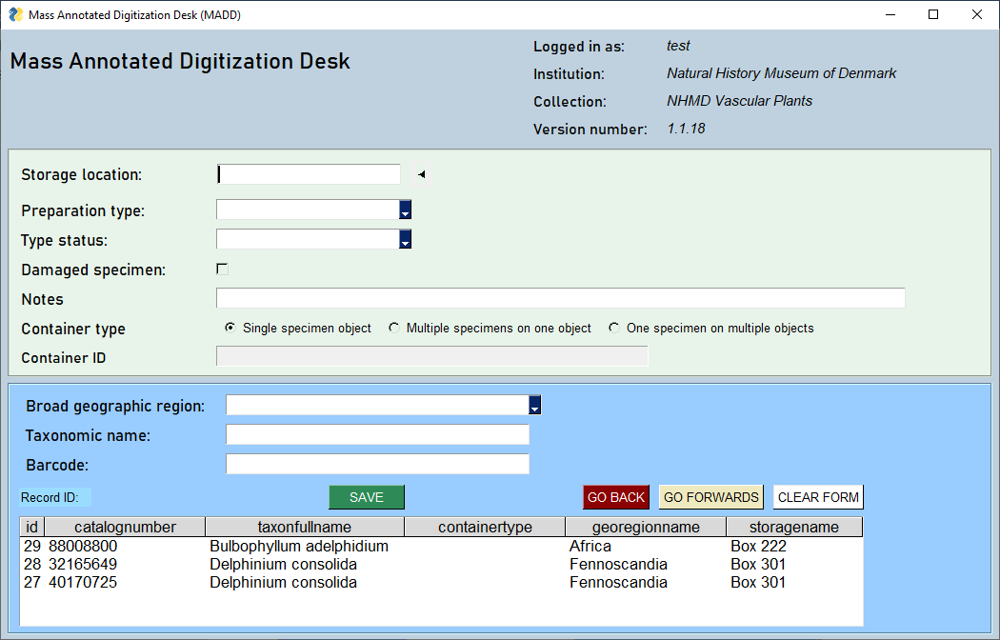 Mass Annotated Digitization Desk (MADD)
Mass Annotated Digitization Desk
Logged in as: test
Institution: Natural History Museum of Denmark
Collection: NHMD Vascular Plants
Version number: 1.1.18
Storage location:
Preparation type:
Type status:
Damaged specimen:
Notes
Container type Single specimen object Multiple specimens on one object One specimen on multiple objects
Container ID
Broad geographic region:
Taxonomic name:
Barcode:
Record ID: SAVE GO BACK GO FORWARDS CLEAR FORM
id catalognumber taxonfullname containertype georegionname storagename
29 88008800 Bulbophyllum adelphidium Africa Box 222
28 32165649 Delphinium consolida Fennoscandia Box 301
27 40170725 Delphinium consolida Fennoscandia Box 301